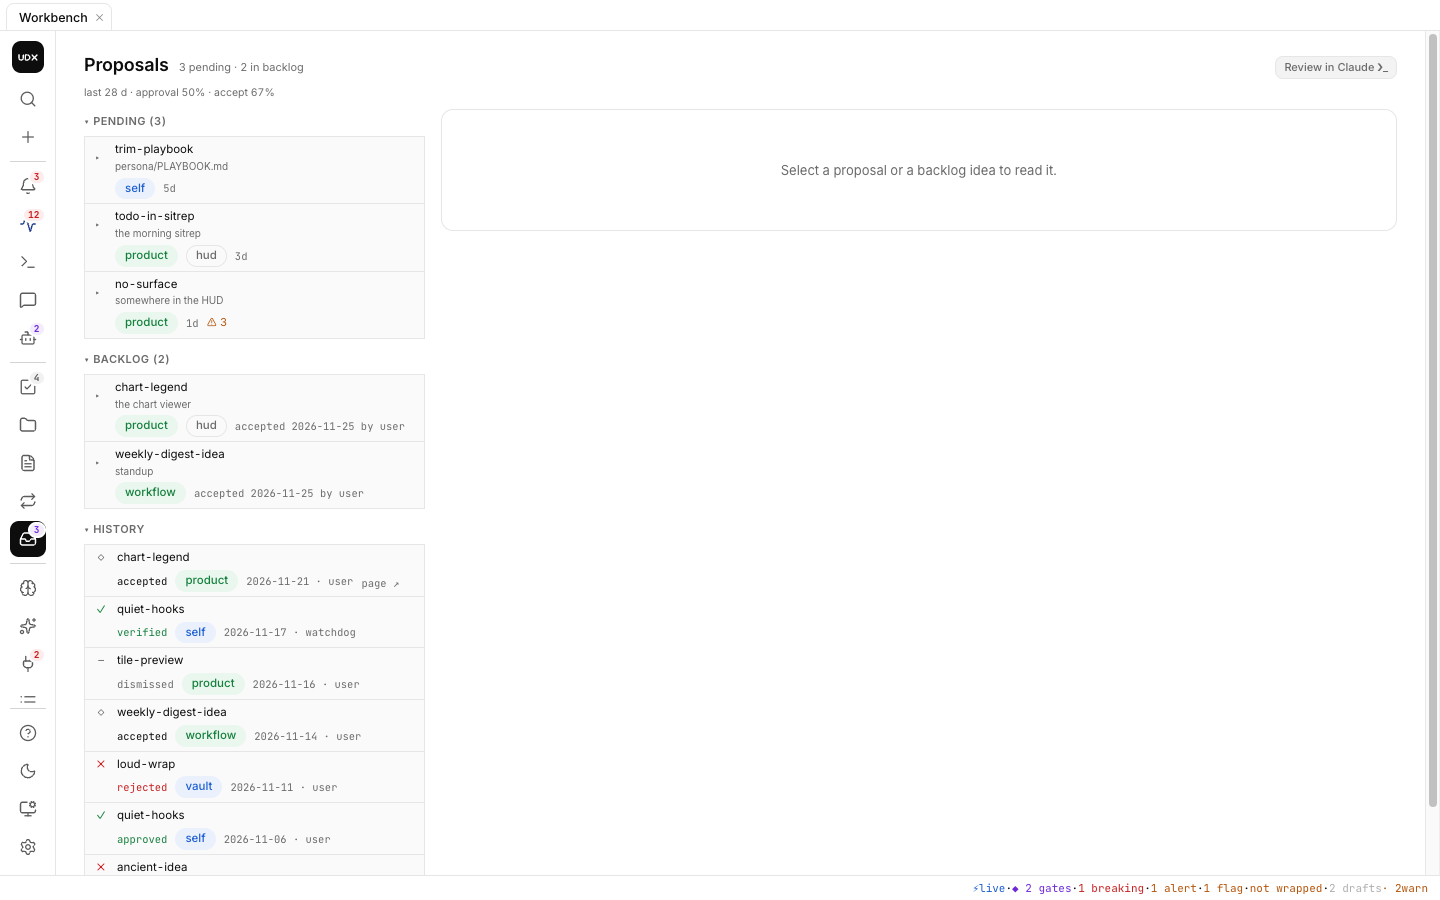 Workbench ×
UDX
Proposals 3 pending · 2 in backlog
Review in Claude ❯_
last 28 d · approval 50% · accept 67%
▾ PENDING (3)
trim-playbook
persona/PLAYBOOK.md
self 5d
todo-in-sitrep
the morning sitrep
product hud 3d
no-surface
somewhere in the HUD
product 1d ⚠ 3
▾ BACKLOG (2)
chart-legend
the chart viewer
product hud accepted 2026-11-25 by user
weekly-digest-idea
standup
workflow accepted 2026-11-25 by user
▾ HISTORY
◇ chart-legend
accepted product 2026-11-21 · user page ↗
✓ quiet-hooks
verified self 2026-11-17 · watchdog
– tile-preview
dismissed product 2026-11-16 · user
◇ weekly-digest-idea
accepted workflow 2026-11-14 · user
✕ loud-wrap
rejected vault 2026-11-11 · user
✓ quiet-hooks
approved self 2026-11-06 · user
✕ ancient-idea
Select a proposal or a backlog idea to read it.
3
12
2
4
3
2
⚡live·◆ 2 gates·1 breaking·1 alert·1 flag·not wrapped·2 drafts· 2warn